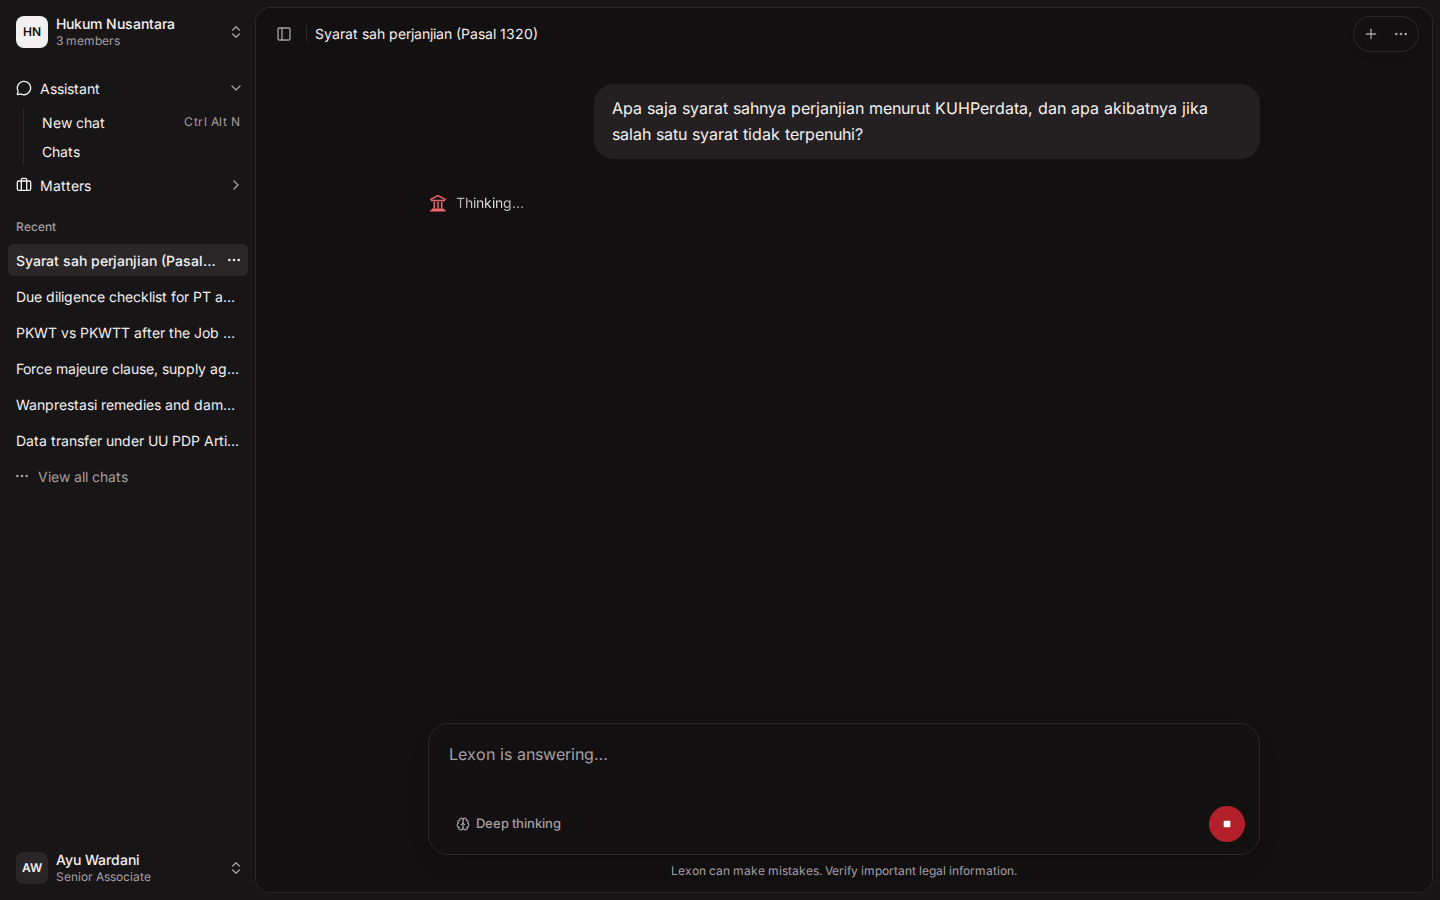 HN
Hukum Nusantara
3 members
Assistant
New chat
Ctrl Alt N
Chats
Matters
Recent
Syarat sah perjanjian (Pasal...
Due diligence checklist for PT a...
PKWT vs PKWTT after the Job ...
Force majeure clause, supply ag...
Wanprestasi remedies and dam...
Data transfer under UU PDP Arti...
View all chats
AW
Ayu Wardani
Senior Associate
Syarat sah perjanjian (Pasal 1320)
Apa saja syarat sahnya perjanjian menurut KUHPerdata, dan apa akibatnya jika
salah satu syarat tidak terpenuhi?
Thinking...
Lexon is answering...
Deep thinking
Lexon can make mistakes. Verify important legal information.